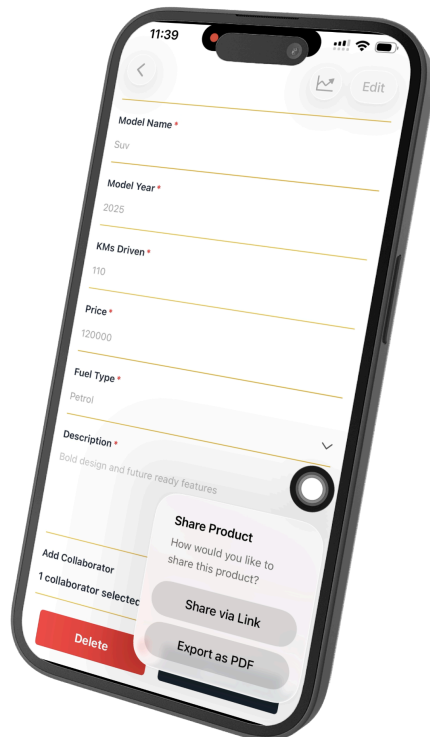 11:39
Edit
Model Name *
Suv
Model Year *
2025
KMs Driven *
110
Price *
120000
Fuel Type *
Petrol
Description *
Bold design and future ready features
Share Product
How would you like to
share this product?
Share via Link
Export as PDF
Add Collaborator
1 collaborator selected
Delete